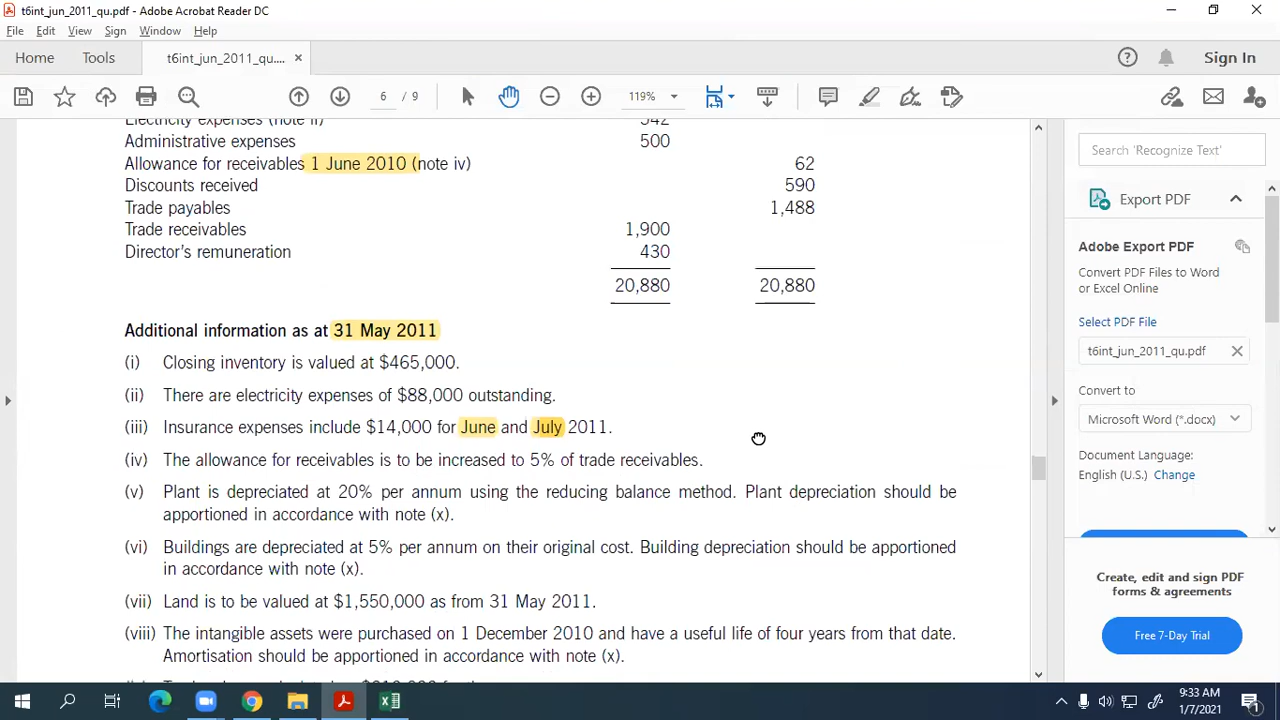 t6int_jun_2011_qu.pdf - Adobe Acrobat Reader DC
File Edit View Sign Window Help
Home Tools t6int_jun_2011_qu.... × Sign In
6 / 9 119%
Electricity expenses (note ii) 542
Administrative expenses 500
Allowance for receivables 1 June 2010 (note iv) 62
Discounts received 590
Trade payables 1,488
Trade receivables 1,900
Director's remuneration 430
20,880 20,880
Additional information as at 31 May 2011
(i) Closing inventory is valued at $465,000.
(ii) There are electricity expenses of $88,000 outstanding.
(iii) Insurance expenses include $14,000 for June and July 2011.
(iv) The allowance for receivables is to be increased to 5% of trade receivables.
(v) Plant is depreciated at 20% per annum using the reducing balance method. Plant depreciation should be
apportioned in accordance with note (x).
(vi) Buildings are depreciated at 5% per annum on their original cost. Building depreciation should be apportioned
in accordance with note (x).
(vii) Land is to be valued at $1,550,000 as from 31 May 2011.
(viii) The intangible assets were purchased on 1 December 2010 and have a useful life of four years from that date.
Amortisation should be apportioned in accordance with note (x).
Search 'Recognize Text'
Export PDF
Adobe Export PDF
Convert PDF Files to Word
or Excel Online
Select PDF File
t6int_jun_2011_qu.pdf
Convert to
Microsoft Word (*.docx)
Document Language:
English (U.S.) Change
Create, edit and sign PDF
forms & agreements
Free 7-Day Trial
9:33 AM
1/7/2021